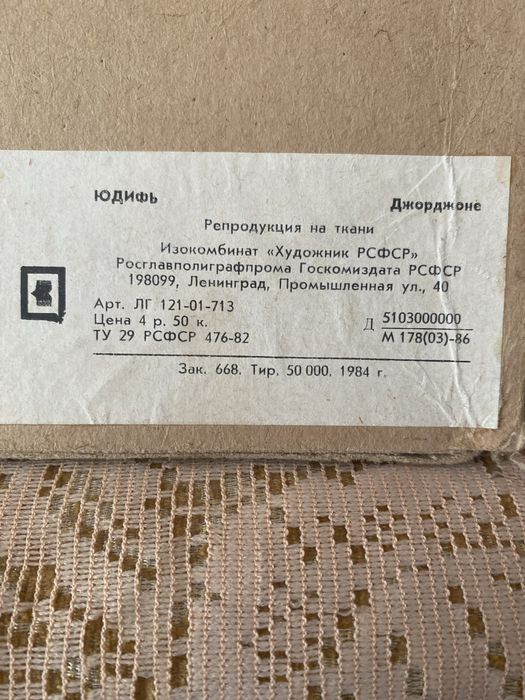 ЮДИФЬ Джорджоне
Репродукция на ткани
Изокомбинат «Художник РСФСР»
Росглавполиграфпрома Госкомиздата РСФСР
198099, Ленинград, Промышленная ул., 40
Арт. ЛГ 121-01-713
Цена 4 р. 50 к.
ТУ 29 РСФСР 476-82
Д 5103000000
М 178(03)-86
Зак. 668. Тир. 50 000. 1984 г.